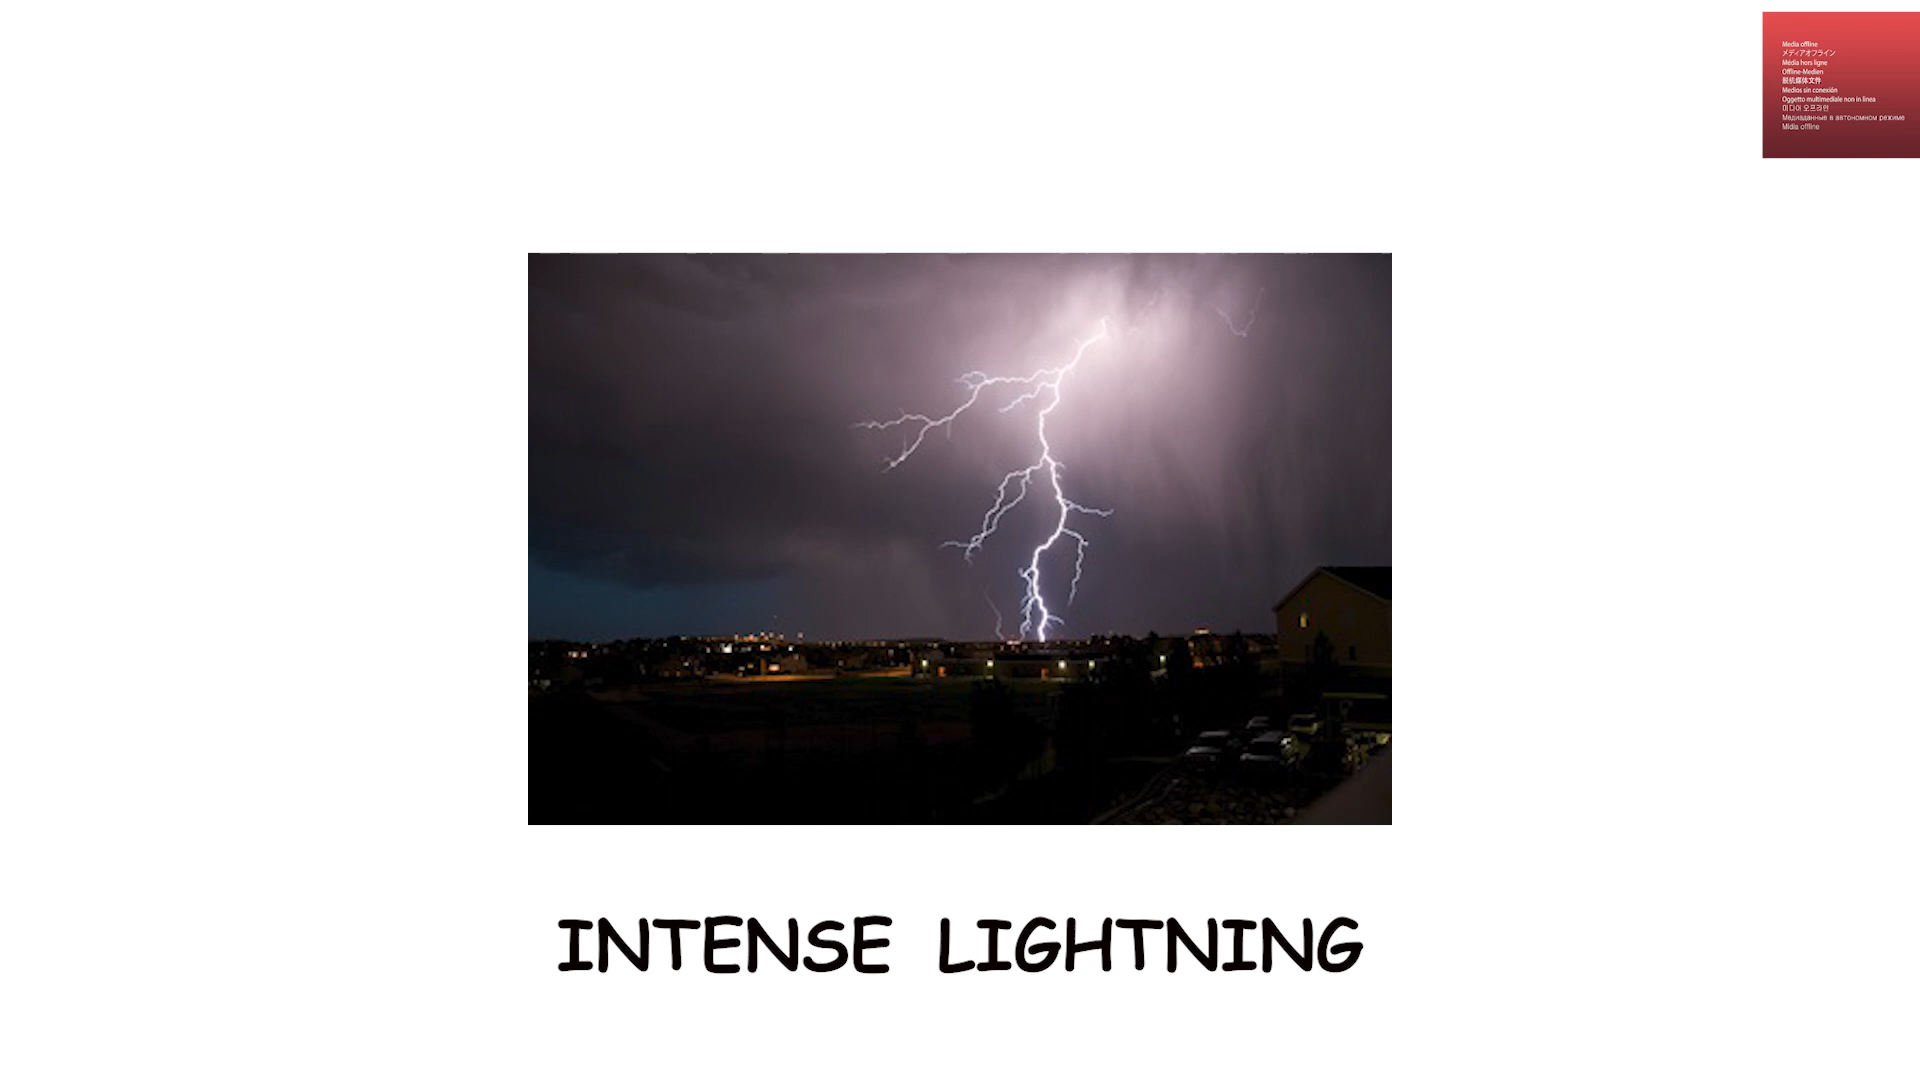 Media offline
メディアオフライン
Média hors ligne
Offline-Medien
脱机媒体文件
Medios sin conexión
Oggetto multimediale non in linea
미디어 오프라인
Медиаданные в автономном режиме
Mídia offline
INTENSE LIGHTNING